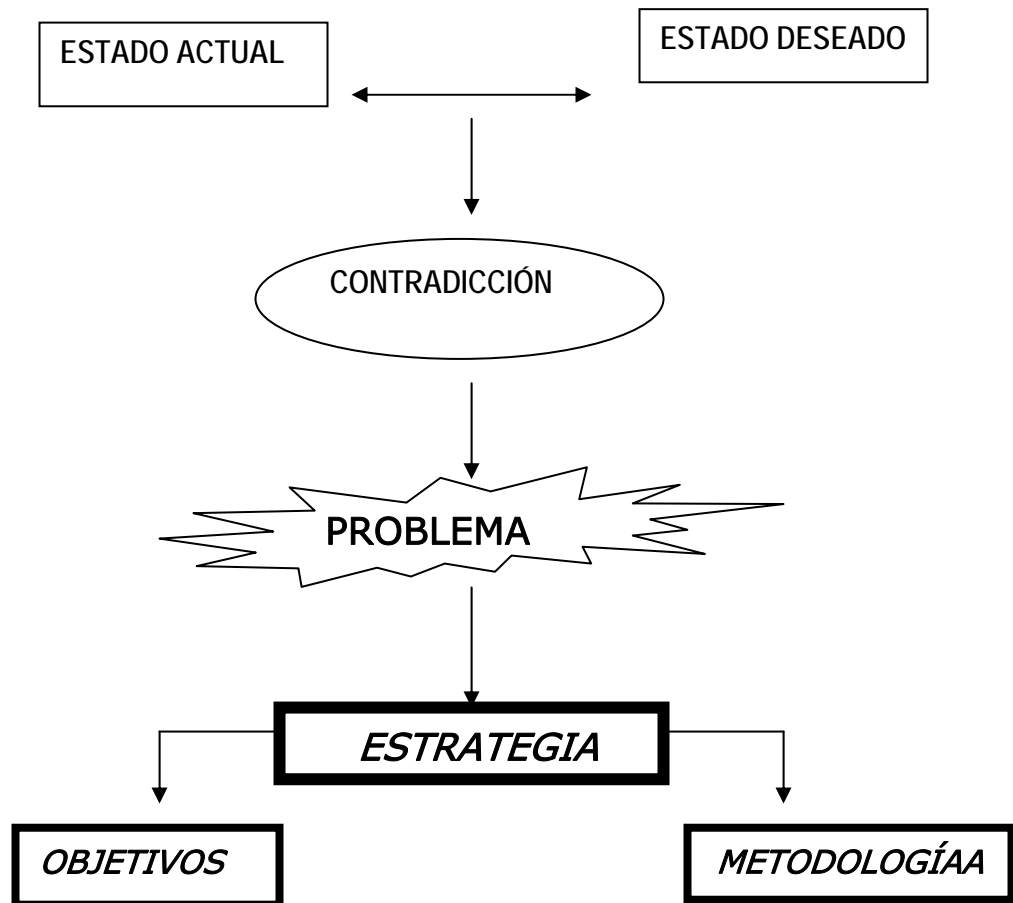 ESTADO ACTUAL
ESTADO DESEADO
CONTRADICCIÓN
PROBLEMA
ESTRATEGIA
OBJETIVOS
METODOLOGÍAA